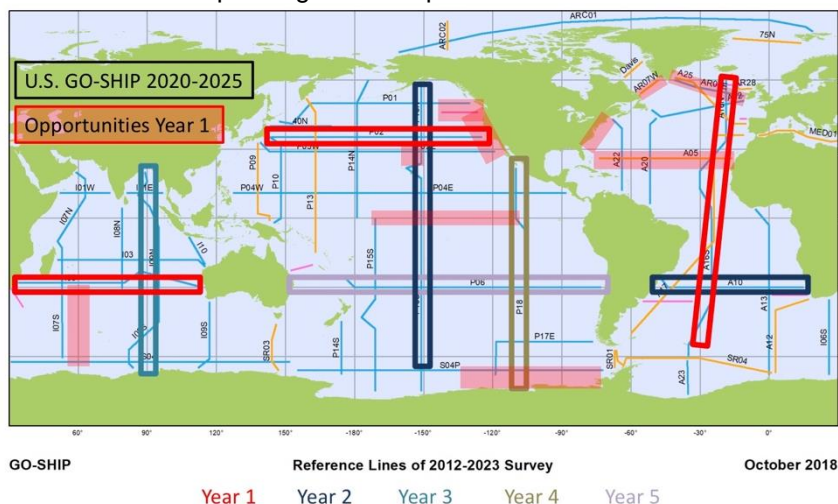 ARC01
ARC02
75N
U.S. GO-SHIP 2020-2025
Opportunities Year 1
Davis
A25
AR07W
AR28
P01
40N
P02
MED01
P09
P10
P14N
A22
A20
A05
I01W
I01E
P04W
P13
P04E
I07N
I08N
I10
P15S
I03
A16S
P06
P18
A10
A13
I07S
I09S
P17E
I06S
P14S
SR03
S04P
SR01
SR04
A12
A23
60° 90° 120° 150° 180° -150° -120° -90° -60° -30° 0°
GO-SHIP Reference Lines of 2012-2023 Survey October 2018
Year 1 Year 2 Year 3 Year 4 Year 5